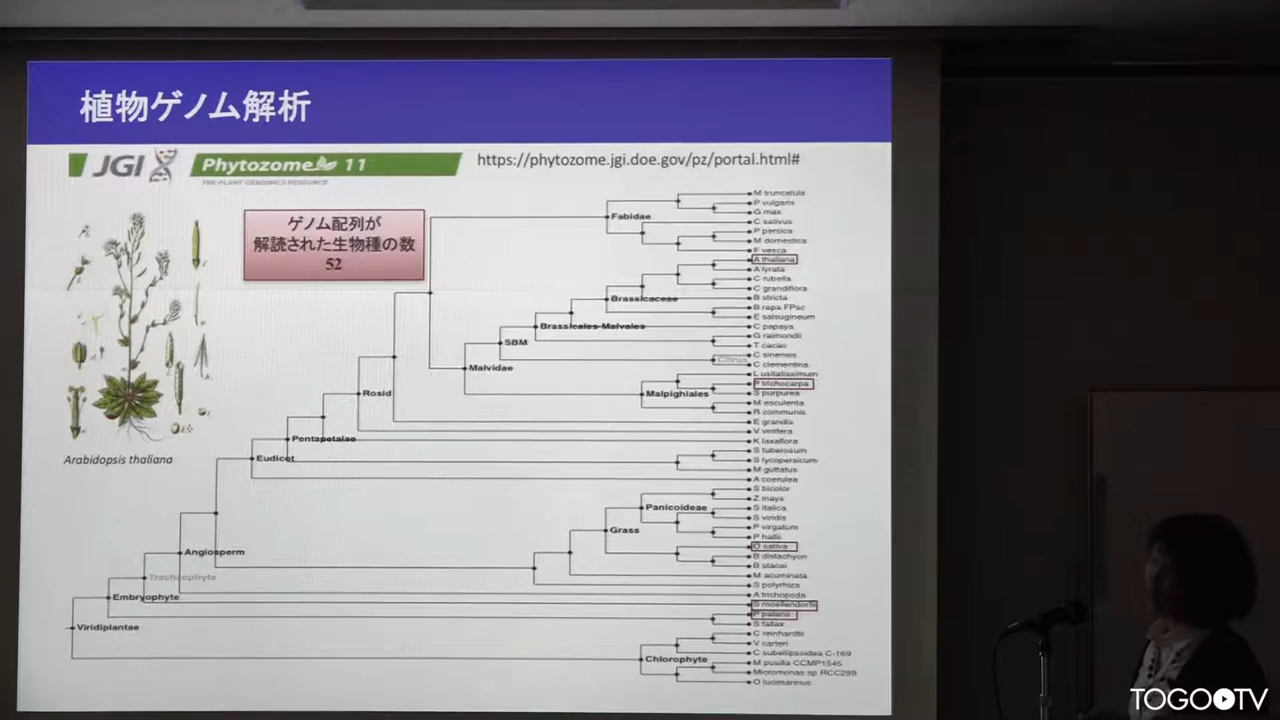 植物ゲノム解析
JGI
Phytozome 11
THE PLANT GENOMICS RESOURCE
https://phytozome.jgi.doe.gov/pz/portal.html#
ゲノム配列が
解読された生物種の数
52
Arabidopsis thaliana
Viridiplantae
Embryophyte
Tracheophyte
Angiosperm
Eudicot
Pentapetalae
Rosid
Malvidae
SBM
Brassicales-Malvales
Brassicaceae
Fabidae
Citrus
Malpighiales
Grass
Panicoideae
Chlorophyte
M truncatula
P vulgaris
G max
C sativus
P persica
M domestica
F vesca
A thaliana
A lyrata
C rubella
C grandiflora
B stricta
B rapa FPsc
E salsugineum
C papaya
G raimondii
T cacao
C sinensis
C clementina
L usitatissimum
P trichocarpa
S purpurea
M esculenta
R communis
E grandis
V vinifera
K laxiflora
S tuberosum
S lycopersicum
M guttatus
A coerulea
S bicolor
Z mays
S italica
S viridis
P virgatum
P hallii
O sativa
B distachyon
B stacei
M acuminata
S polyrhiza
A trichopoda
S moellendorffii
P patens
S fallax
C reinhardtii
V carteri
C subellipsoidea C-169
M pusilla CCMP1545
Micromonas sp RCC299
O lucimarinus
TOGO TV